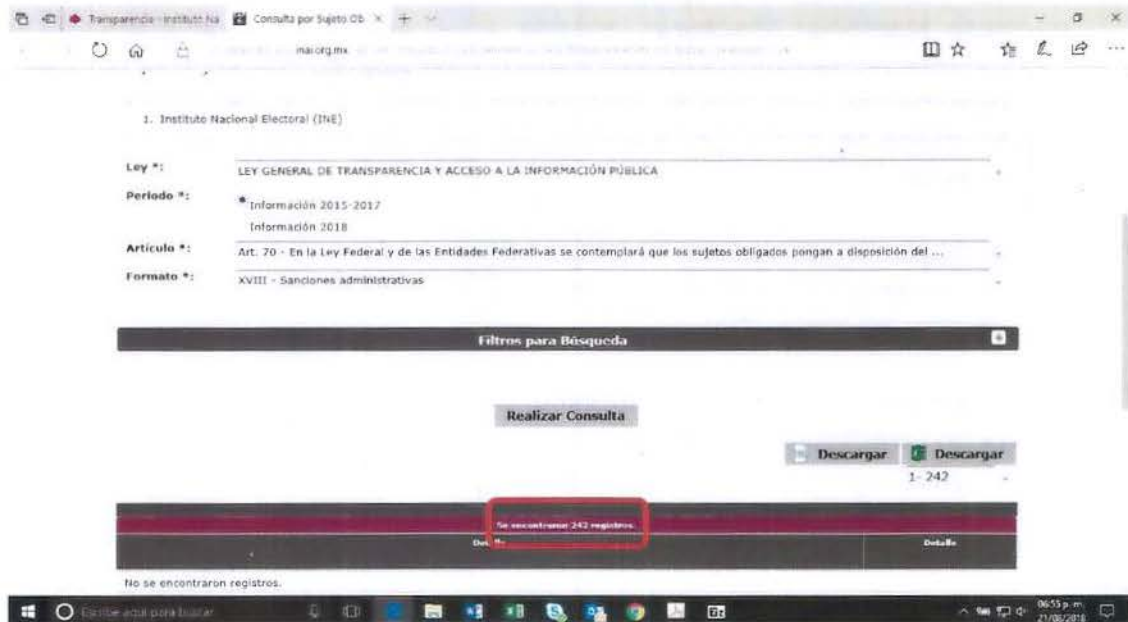 Transparencia - Instituto Na
Consulta por Sujeto Ob
inai.org.mx
1. Instituto Nacional Electoral (INE)
Ley *:
LEY GENERAL DE TRANSPARENCIA Y ACCESO A LA INFORMACIÓN PÚBLICA
Periodo *:
Información 2015-2017
Información 2018
Artículo *:
Art. 70 - En la Ley Federal y de las Entidades Federativas se contemplará que los sujetos obligados pongan a disposición del ...
Formato *:
XVIII - Sanciones administrativas
Filtros para Búsqueda
Realizar Consulta
Descargar Descargar
1- 242
Se encontraron 242 registros.
Detalle Detalle
No se encontraron registros.
Escribe aquí para buscar
06:55 p. m.
21/08/2018